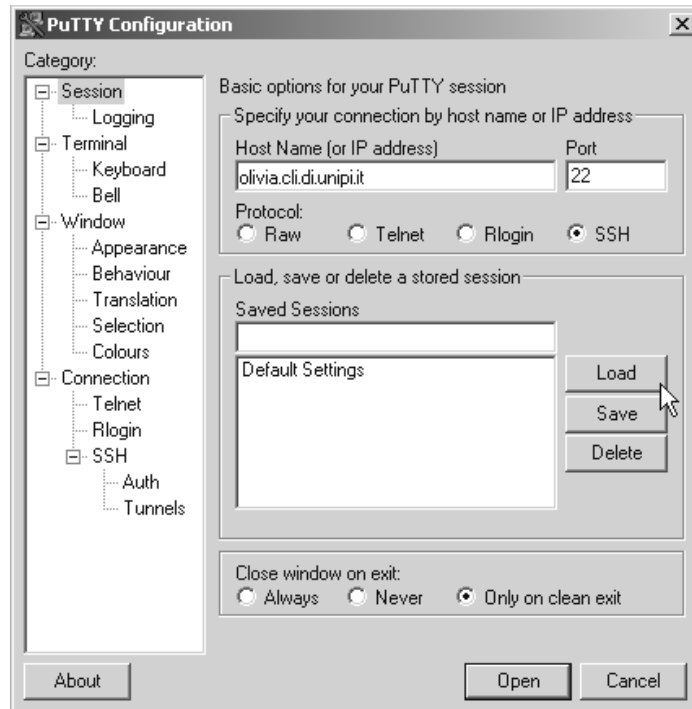 PuTTY Configuration
Category:
Session
Logging
Terminal
Keyboard
Bell
Window
Appearance
Behaviour
Translation
Selection
Colours
Connection
Telnet
Rlogin
SSH
Auth
Tunnels
Basic options for your PuTTY session
Specify your connection by host name or IP address
Host Name (or IP address) Port
olivia.cli.di.unipi.it 22
Protocol:
Raw Telnet Rlogin SSH
Load, save or delete a stored session
Saved Sessions
Default Settings
Load
Save
Delete
Close window on exit:
Always Never Only on clean exit
About Open Cancel